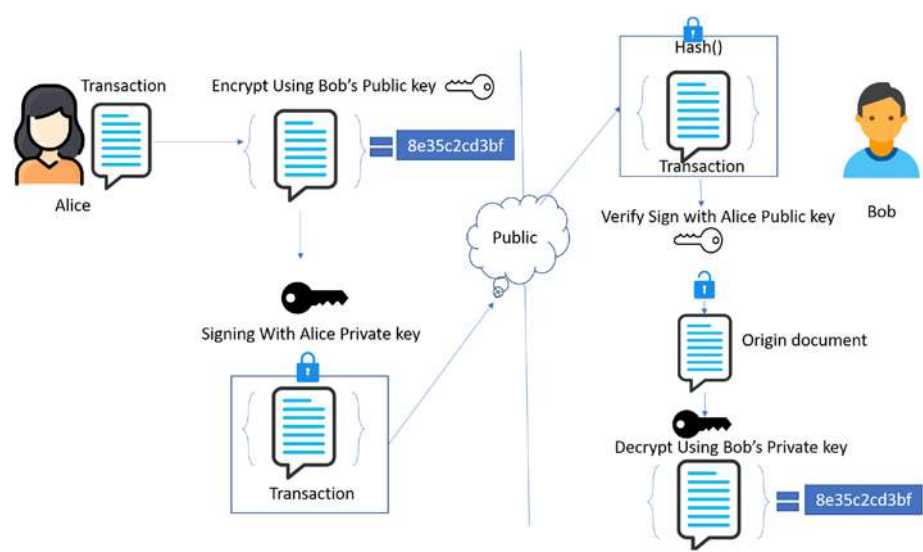 Transaction
Encrypt Using Bob's Public key
8e35c2cd3bf
Alice
Signing With Alice Private key
Transaction
Public
Hash()
Transaction
Bob
Verify Sign with Alice Public key
Origin document
Decrypt Using Bob's Private key
8e35c2cd3bf